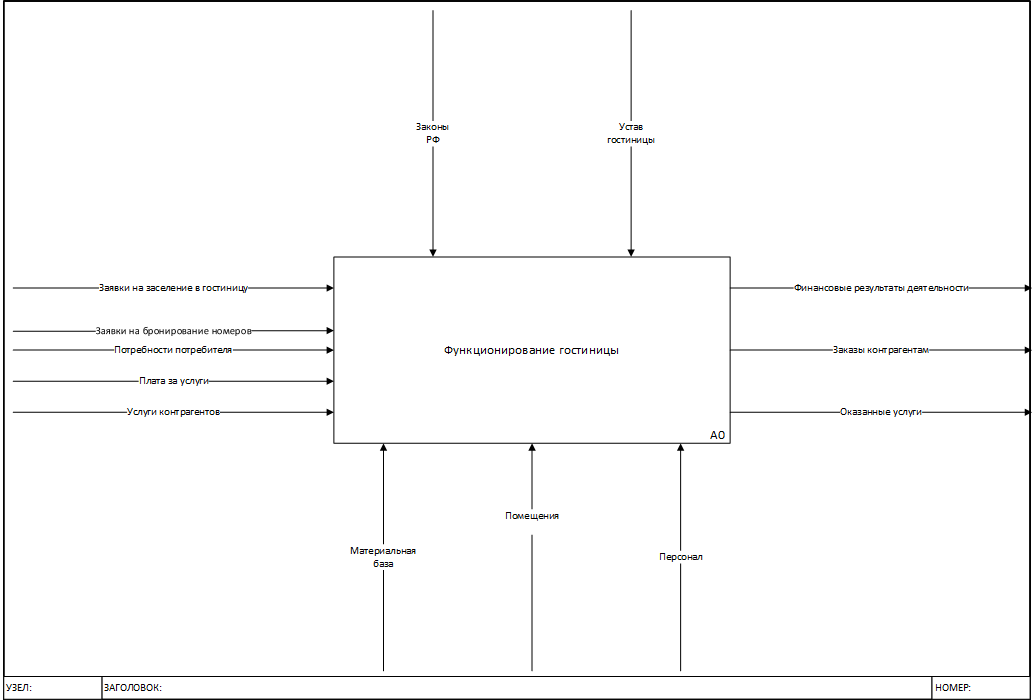 Законы
РФ
Устав
гостиницы
Заявки на заселение в гостиницу
Финансовые результаты деятельности
Заявки на бронирование номеров
Потребности потребителя
Функционирование гостиницы
Заказы контрагентам
Плата за услуги
Услуги контрагентов
Оказанные услуги
A0
Помещения
Материальная
база
Персонал
УЗЕЛ:
ЗАГОЛОВОК:
НОМЕР: